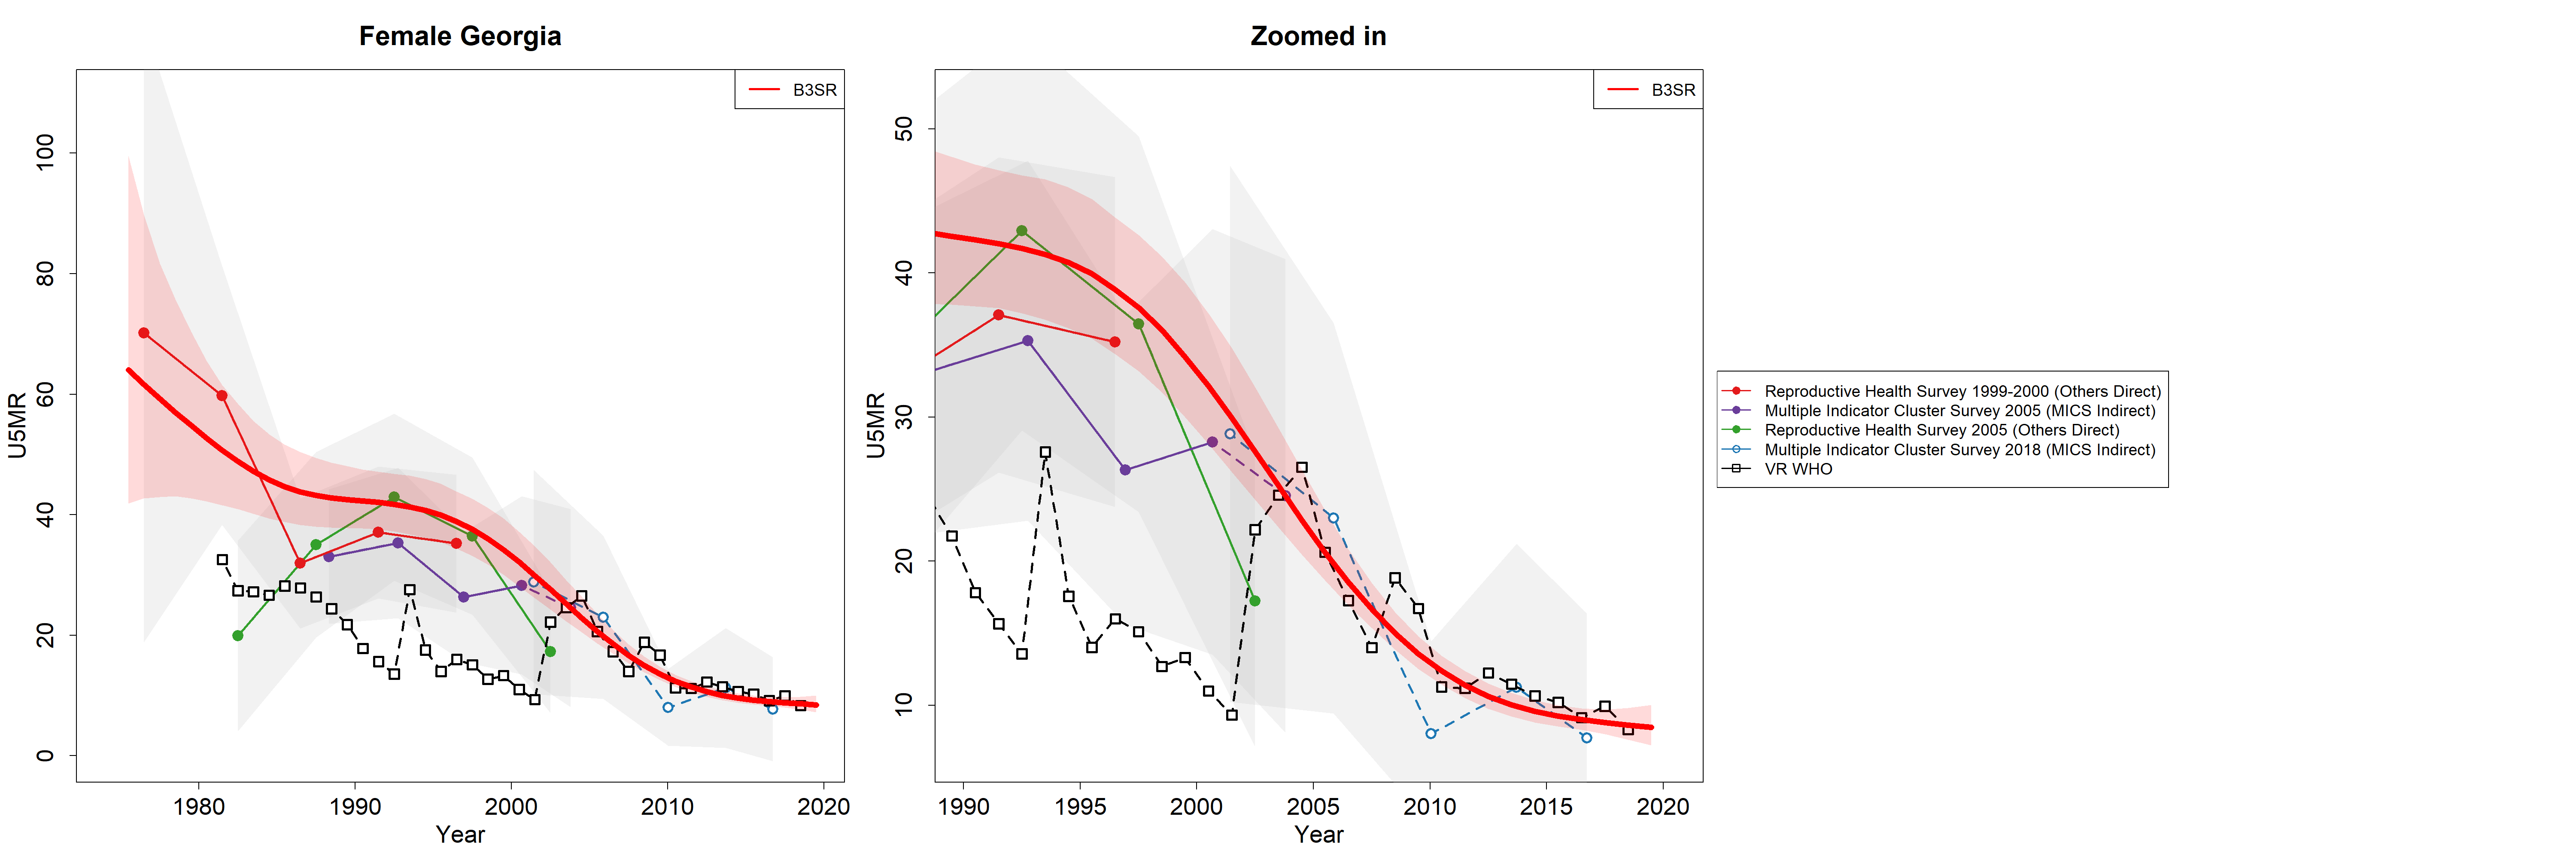 Female Georgia
B3SR
U5MR
100
80
60
40
20
0
1980 1990 2000 2010 2020
Year
Zoomed in
B3SR
U5MR
50
40
30
20
10
1990 1995 2000 2005 2010 2015 2020
Year
Reproductive Health Survey 1999-2000 (Others Direct)
Multiple Indicator Cluster Survey 2005 (MICS Indirect)
Reproductive Health Survey 2005 (Others Direct)
Multiple Indicator Cluster Survey 2018 (MICS Indirect)
VR WHO